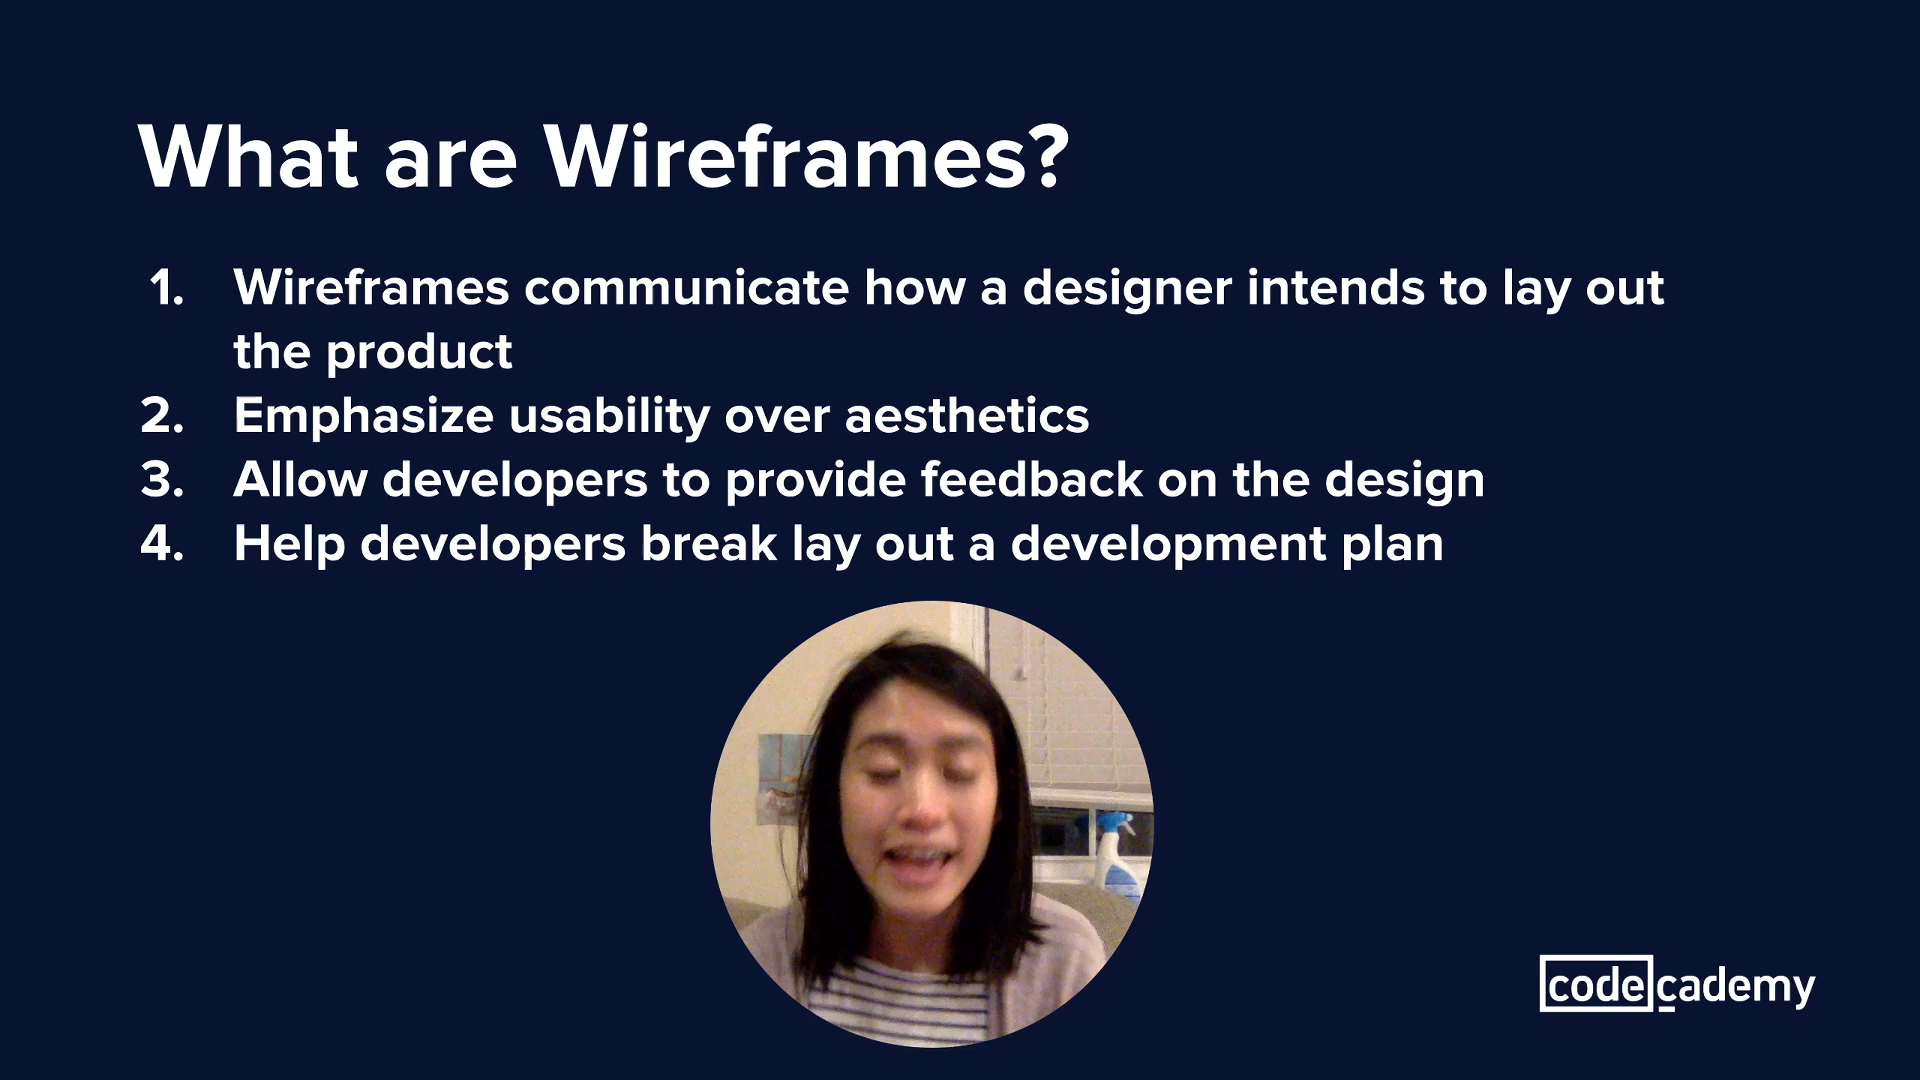 What are Wireframes?
1. Wireframes communicate how a designer intends to lay out
the product
2. Emphasize usability over aesthetics
3. Allow developers to provide feedback on the design
4. Help developers break lay out a development plan
codecademy